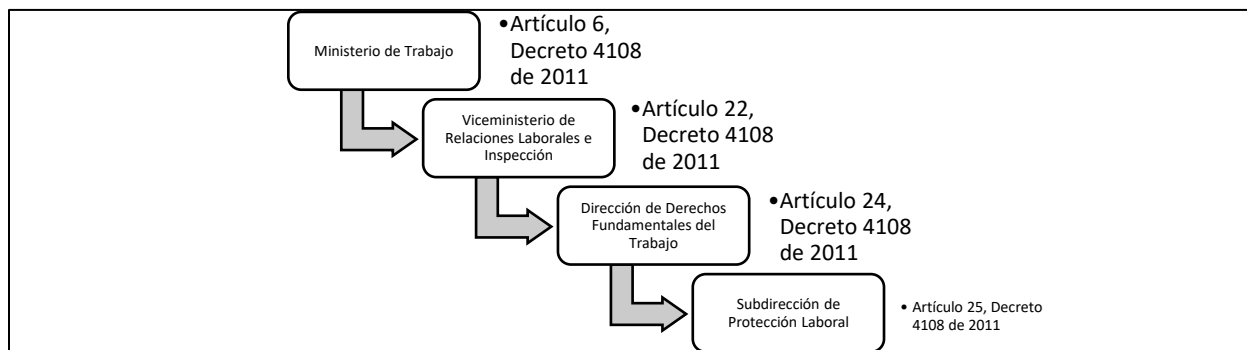 Ministerio de Trabajo
•Artículo 6,
Decreto 4108
de 2011
Viceministerio de
Relaciones Laborales e
Inspección
•Artículo 22,
Decreto 4108
de 2011
Dirección de Derechos
Fundamentales del
Trabajo
•Artículo 24,
Decreto 4108
de 2011
Subdirección de
Protección Laboral
• Artículo 25, Decreto
4108 de 2011